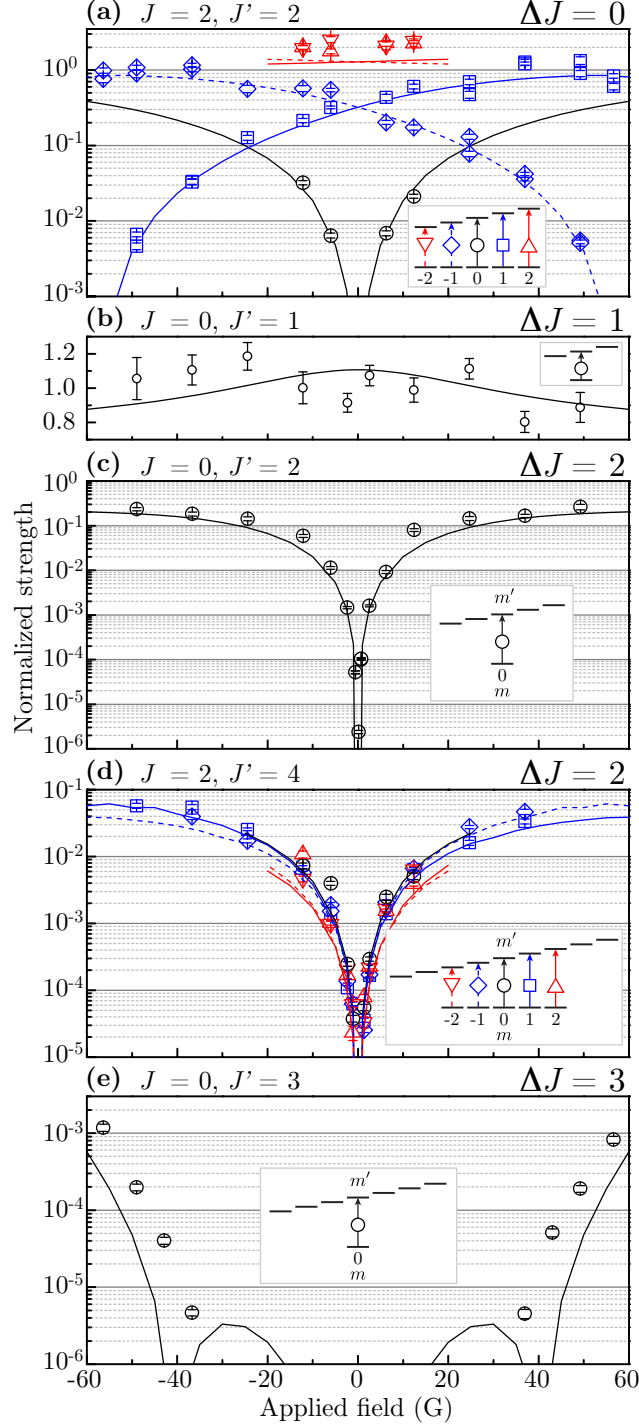 (a) J = 2, J' = 2 ΔJ = 0
10^0
10^-1
10^-2
10^-3
-2 -1 0 1 2
(b) J = 0, J' = 1 ΔJ = 1
1.2
1.0
0.8
(c) J = 0, J' = 2 ΔJ = 2
10^0
10^-1
10^-2
10^-3
10^-4
10^-5
10^-6
m'
0
m
Normalized strength
(d) J = 2, J' = 4 ΔJ = 2
10^-1
10^-2
10^-3
10^-4
10^-5
m'
-2 -1 0 1 2
m
(e) J = 0, J' = 3 ΔJ = 3
10^-3
10^-4
10^-5
10^-6
m'
0
m
-60 -40 -20 0 20 40 60
Applied field (G)